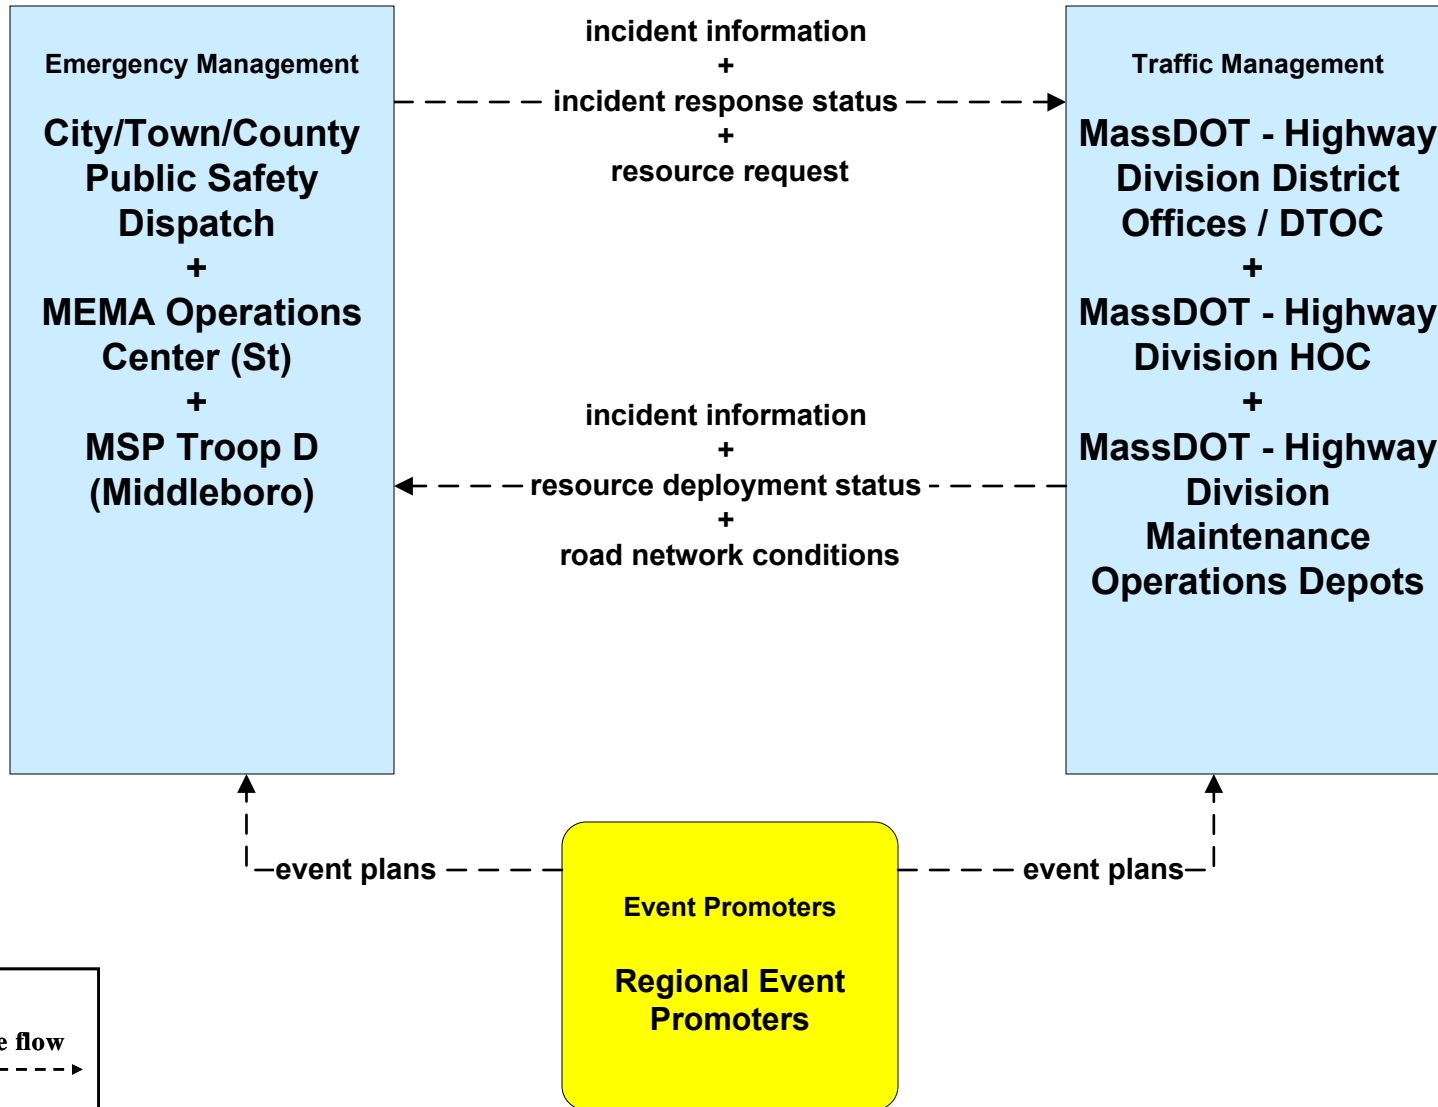 Emergency Management
City/Town/County
Public Safety
Dispatch
+
MEMA Operations
Center (St)
+
MSP Troop D
(Middleboro)
incident information
+
incident response status
+
resource request
incident information
+
resource deployment status
+
road network conditions
Traffic Management
MassDOT - Highway
Division District
Offices / DTOC
+
MassDOT - Highway
Division HOC
+
MassDOT - Highway
Division
Maintenance
Operations Depots
event plans
event plans
Event Promoters
Regional Event
Promoters
flow